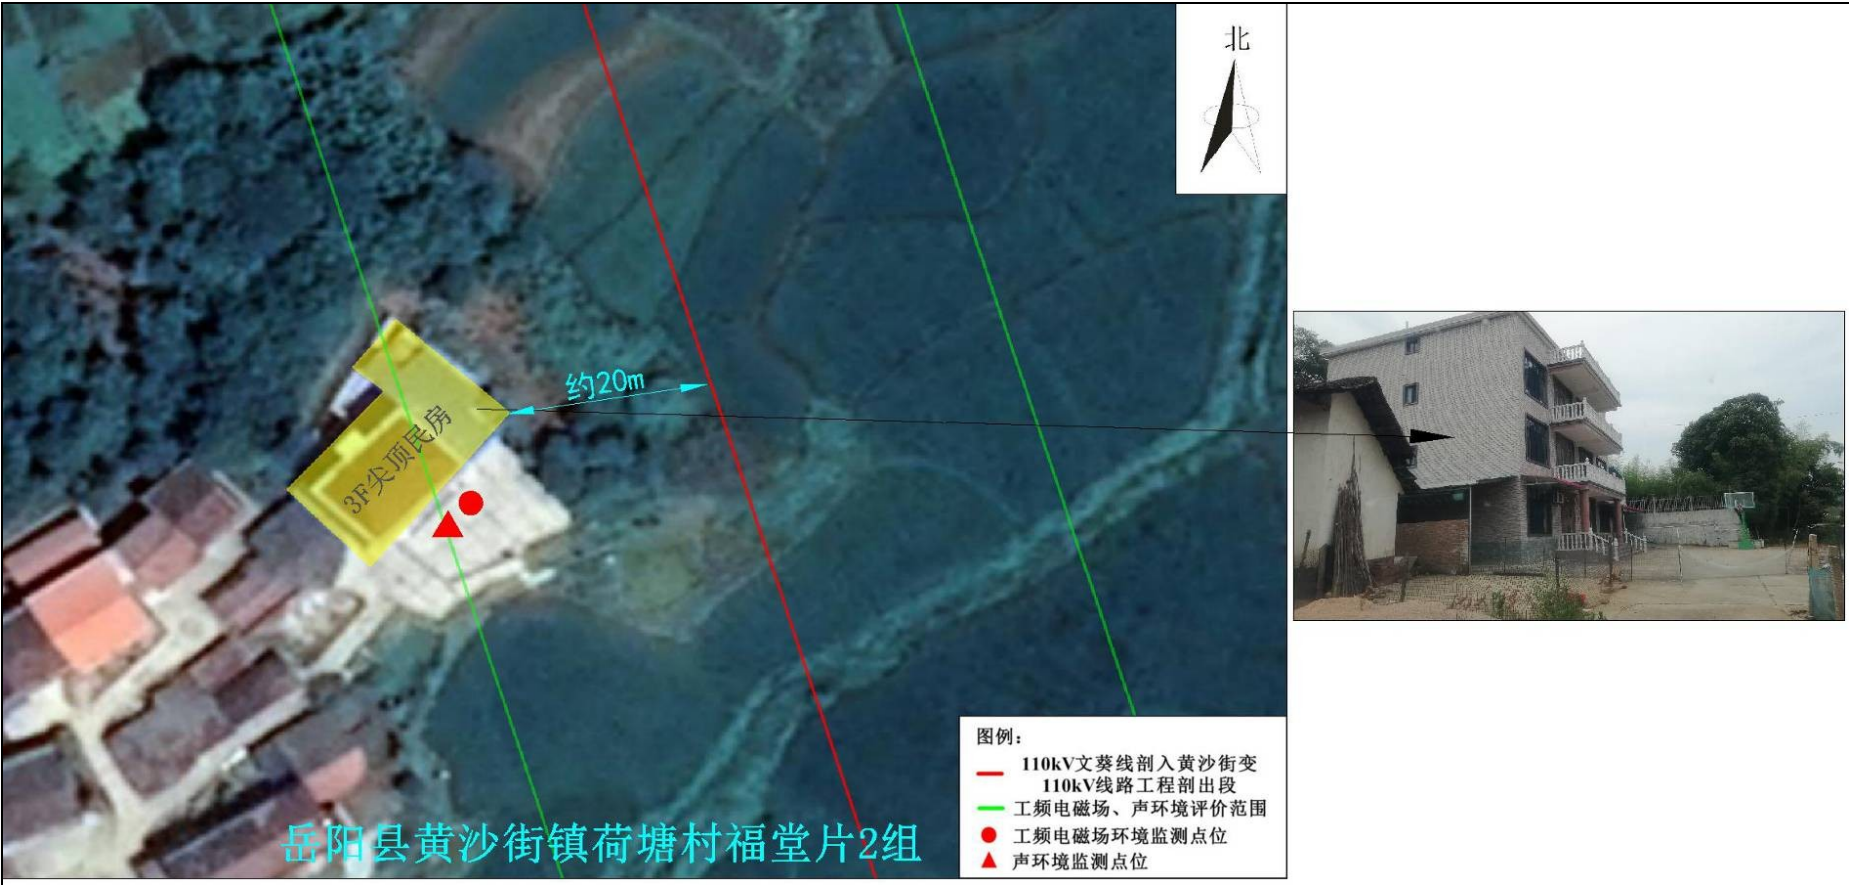 北
约20m
3F尖顶民房
图例：
110kV文葵线剖入黄沙街变
110kV线路工程剖出段
工频电磁场、声环境评价范围
工频电磁场环境监测点位
声环境监测点位
岳阳县黄沙街镇荷塘村福堂片2组